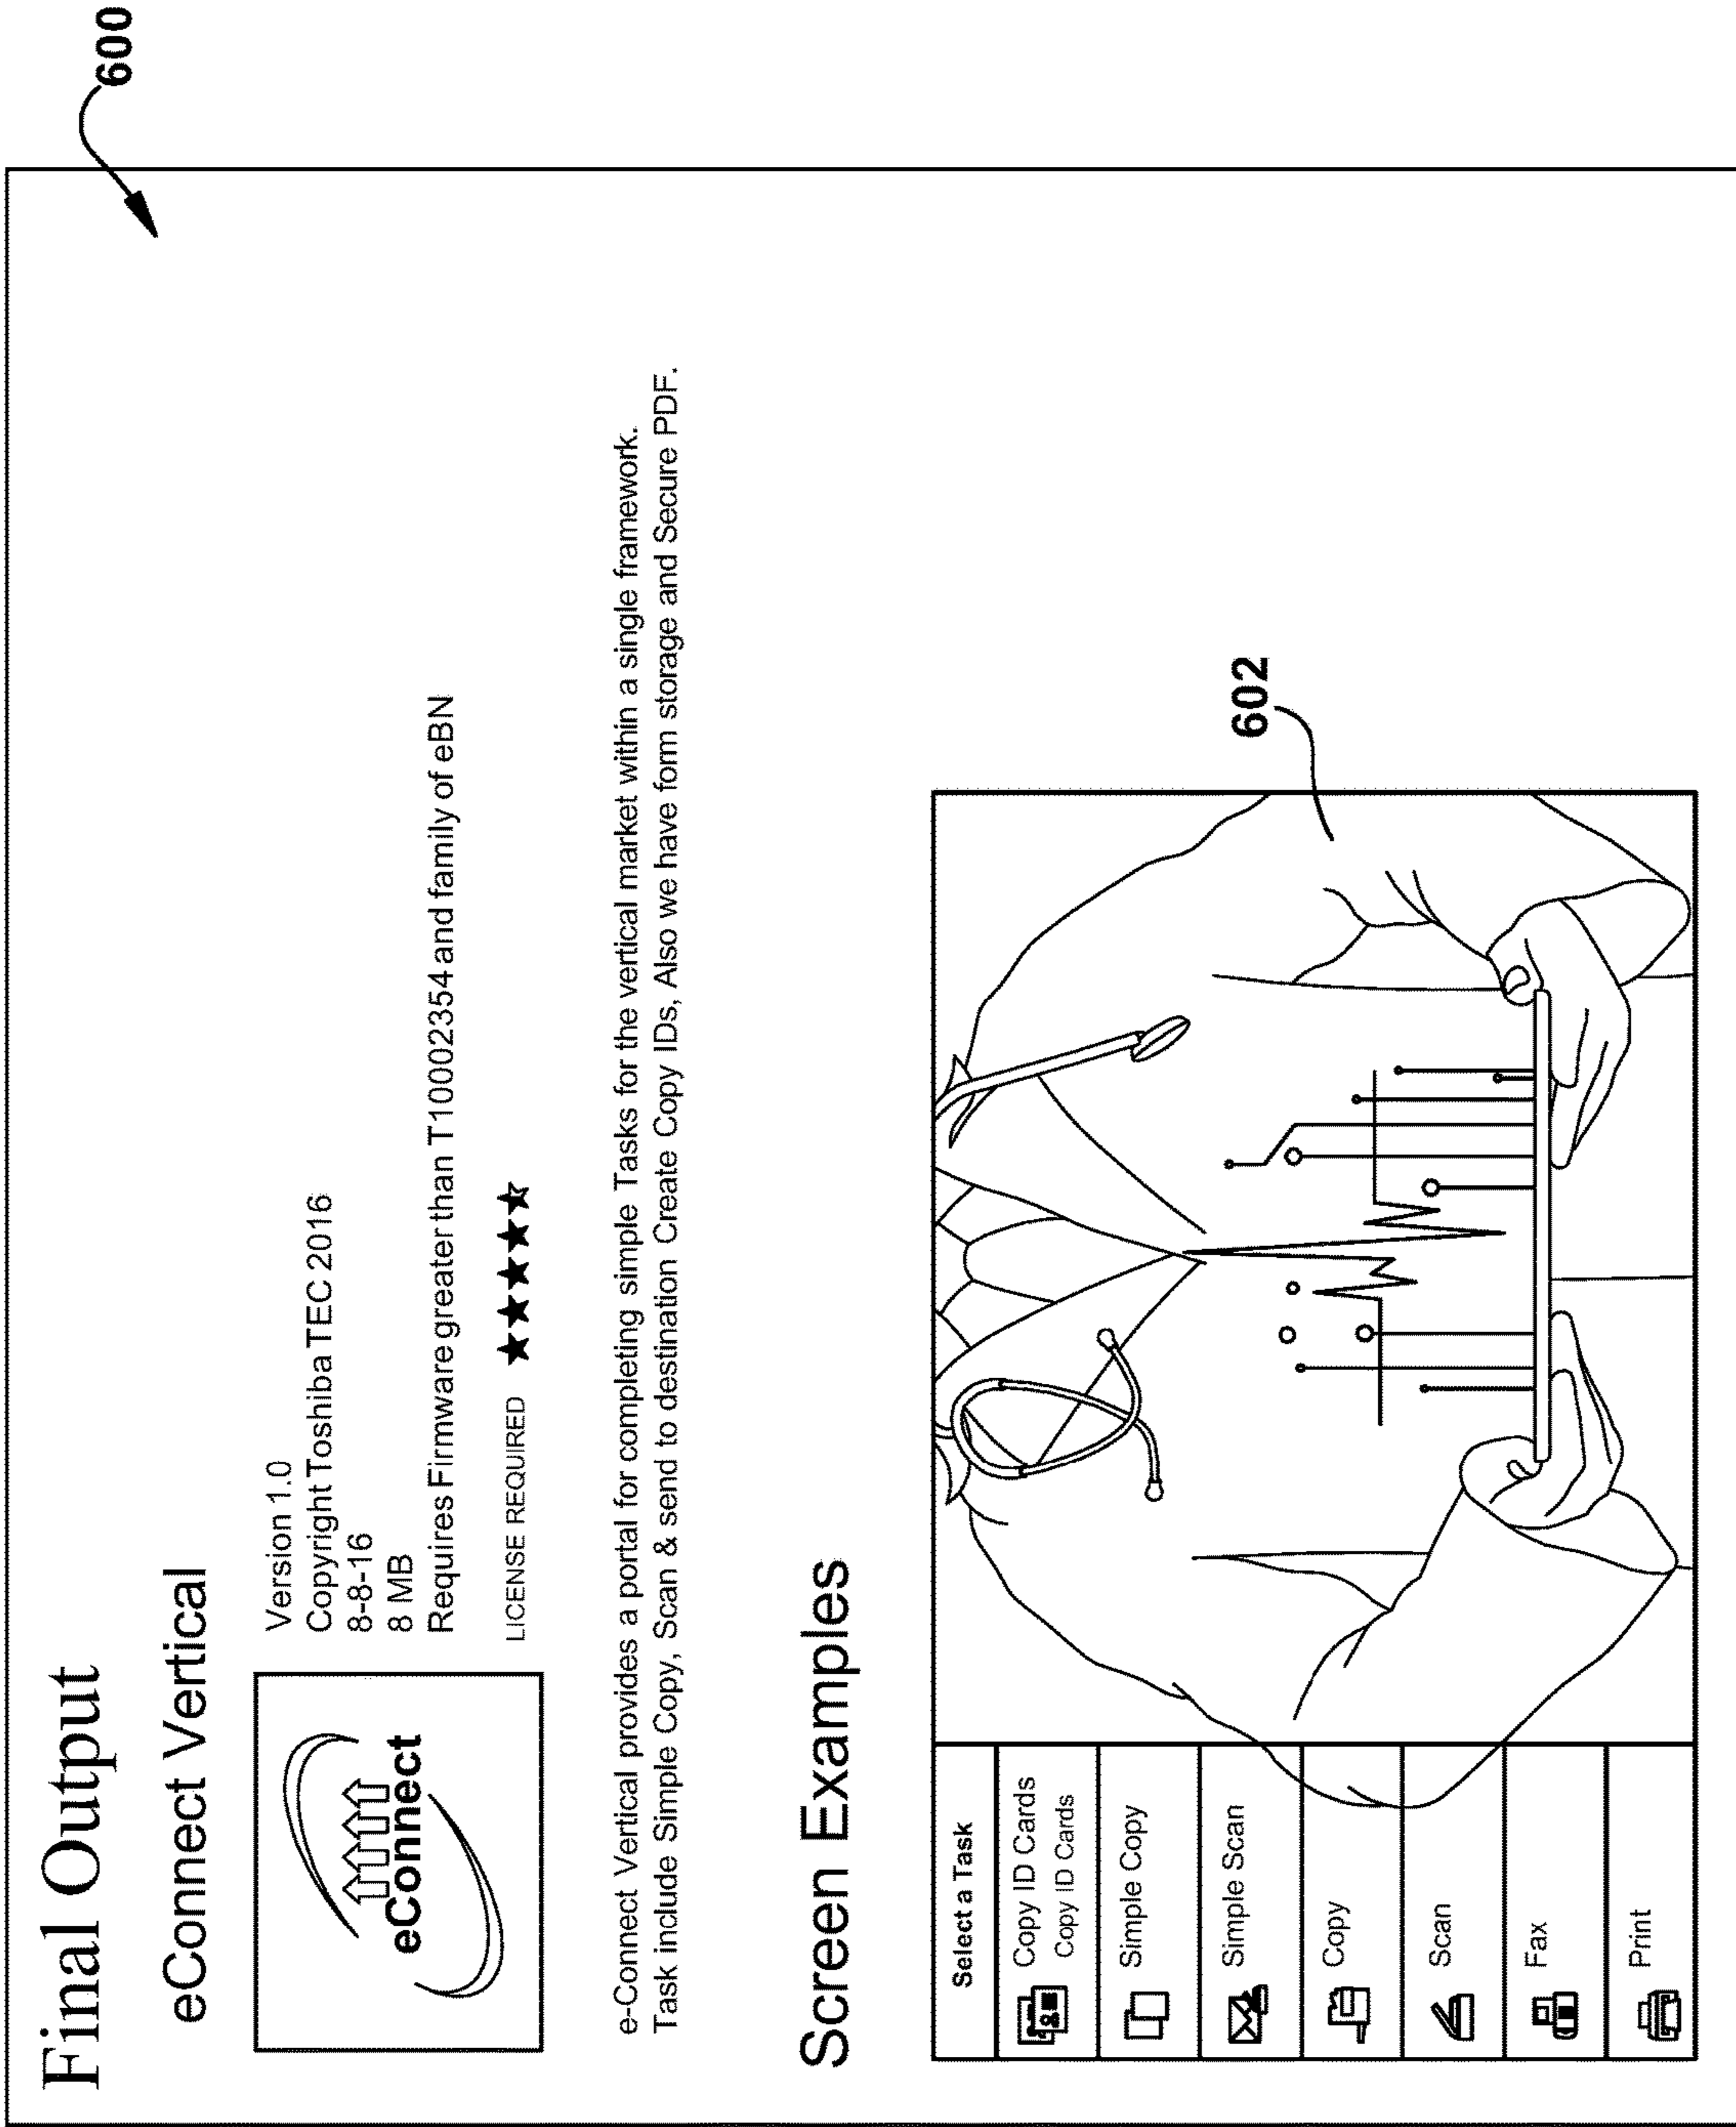 600
Final Output
eConnect Vertical
eConnect
Version 1.0
Copyright Toshiba TEC 2016
8-8-16
8 MB
Requires Firmware greater than T10002354 and family of eBN
LICENSE REQUIRED
e-Connect Vertical provides a portal for completing simple Tasks for the vertical market within a single framework.
Task include Simple Copy, Scan & send to destination Create Copy IDs, Also we have form storage and Secure PDF.
Screen Examples
Select a Task
Copy ID Cards
Copy ID Cards
Simple Copy
Simple Scan
Copy
Scan
Fax
Print
602